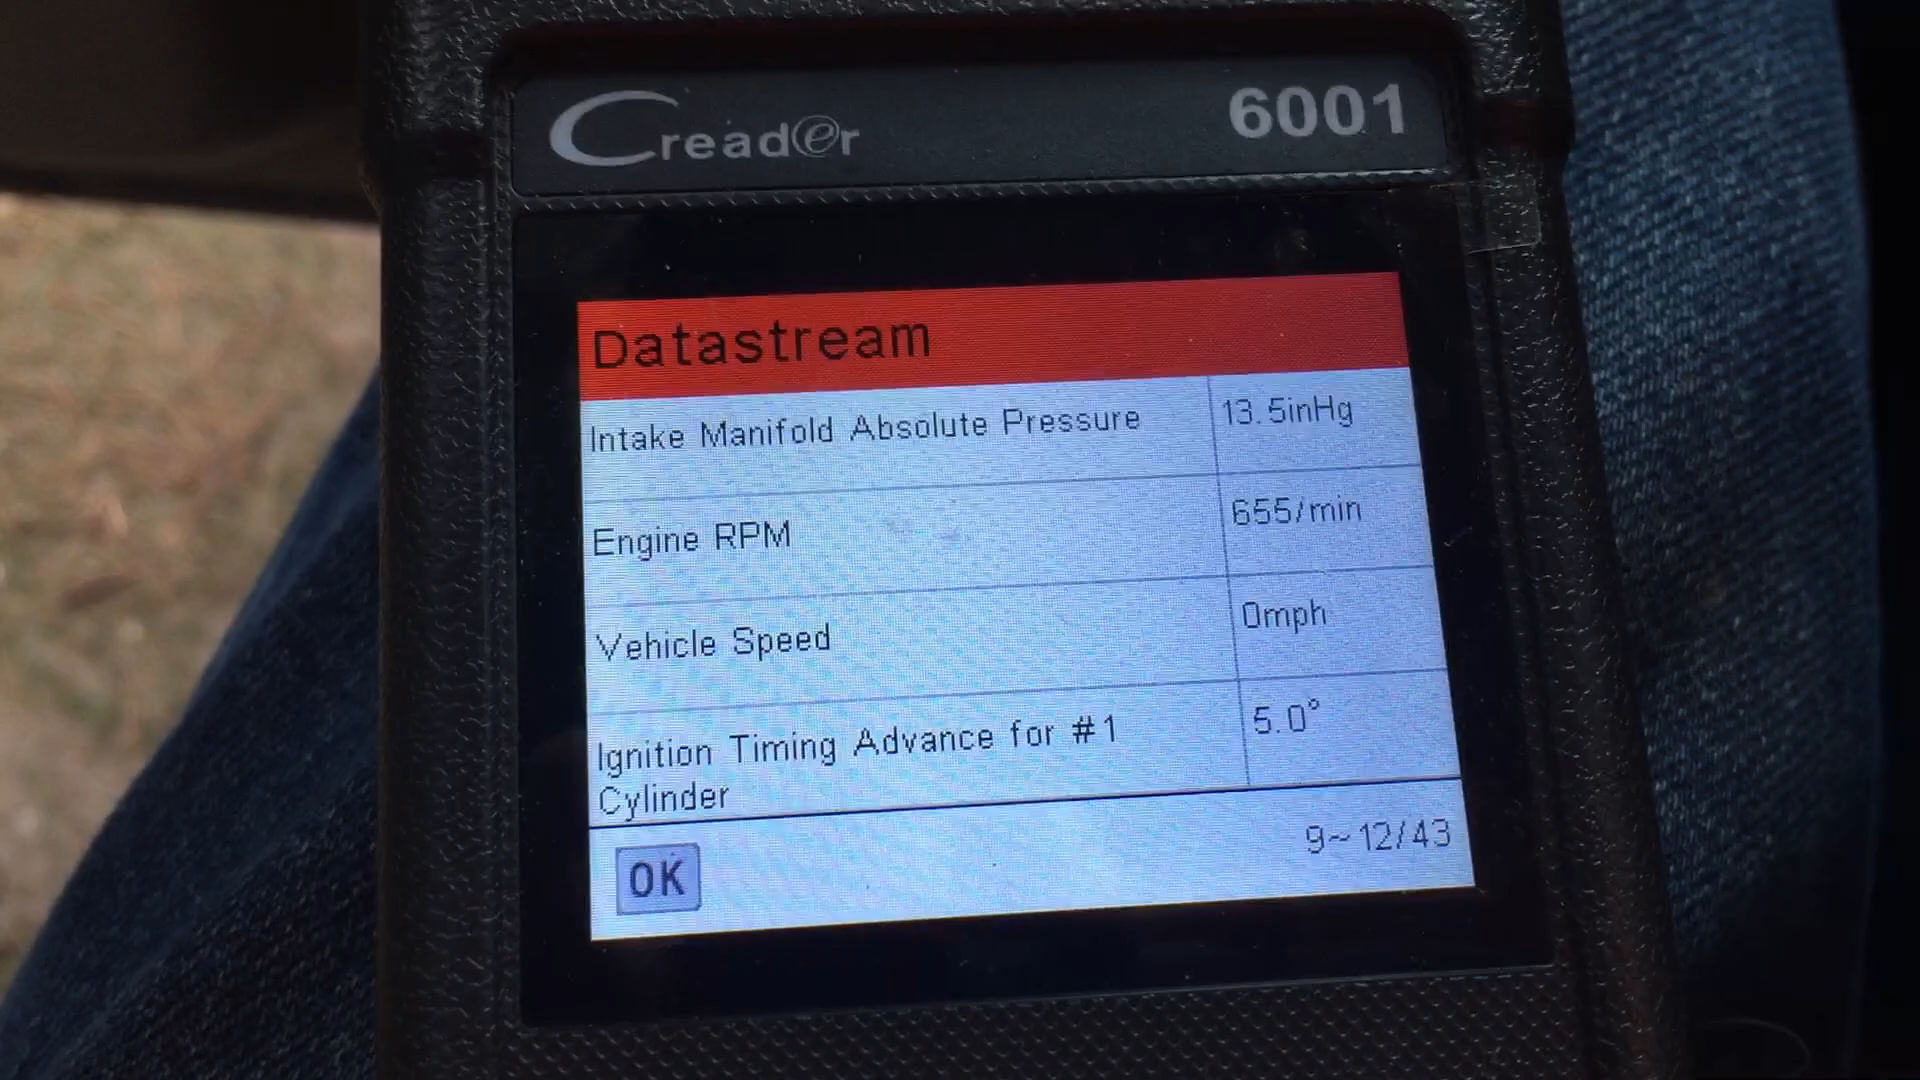 Creader 6001
Datastream
Intake Manifold Absolute Pressure 13.5inHg
Engine RPM 655/min
Vehicle Speed 0mph
Ignition Timing Advance for #1 5.0°
Cylinder
OK 9~12/43